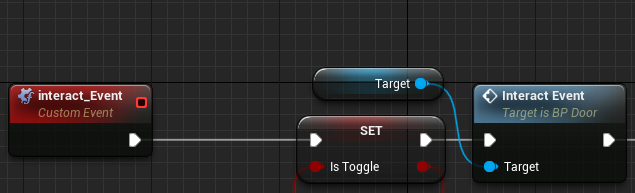 interact_Event
Custom Event
Target
SET
Is Toggle
Interact Event
Target is BP Door
Target